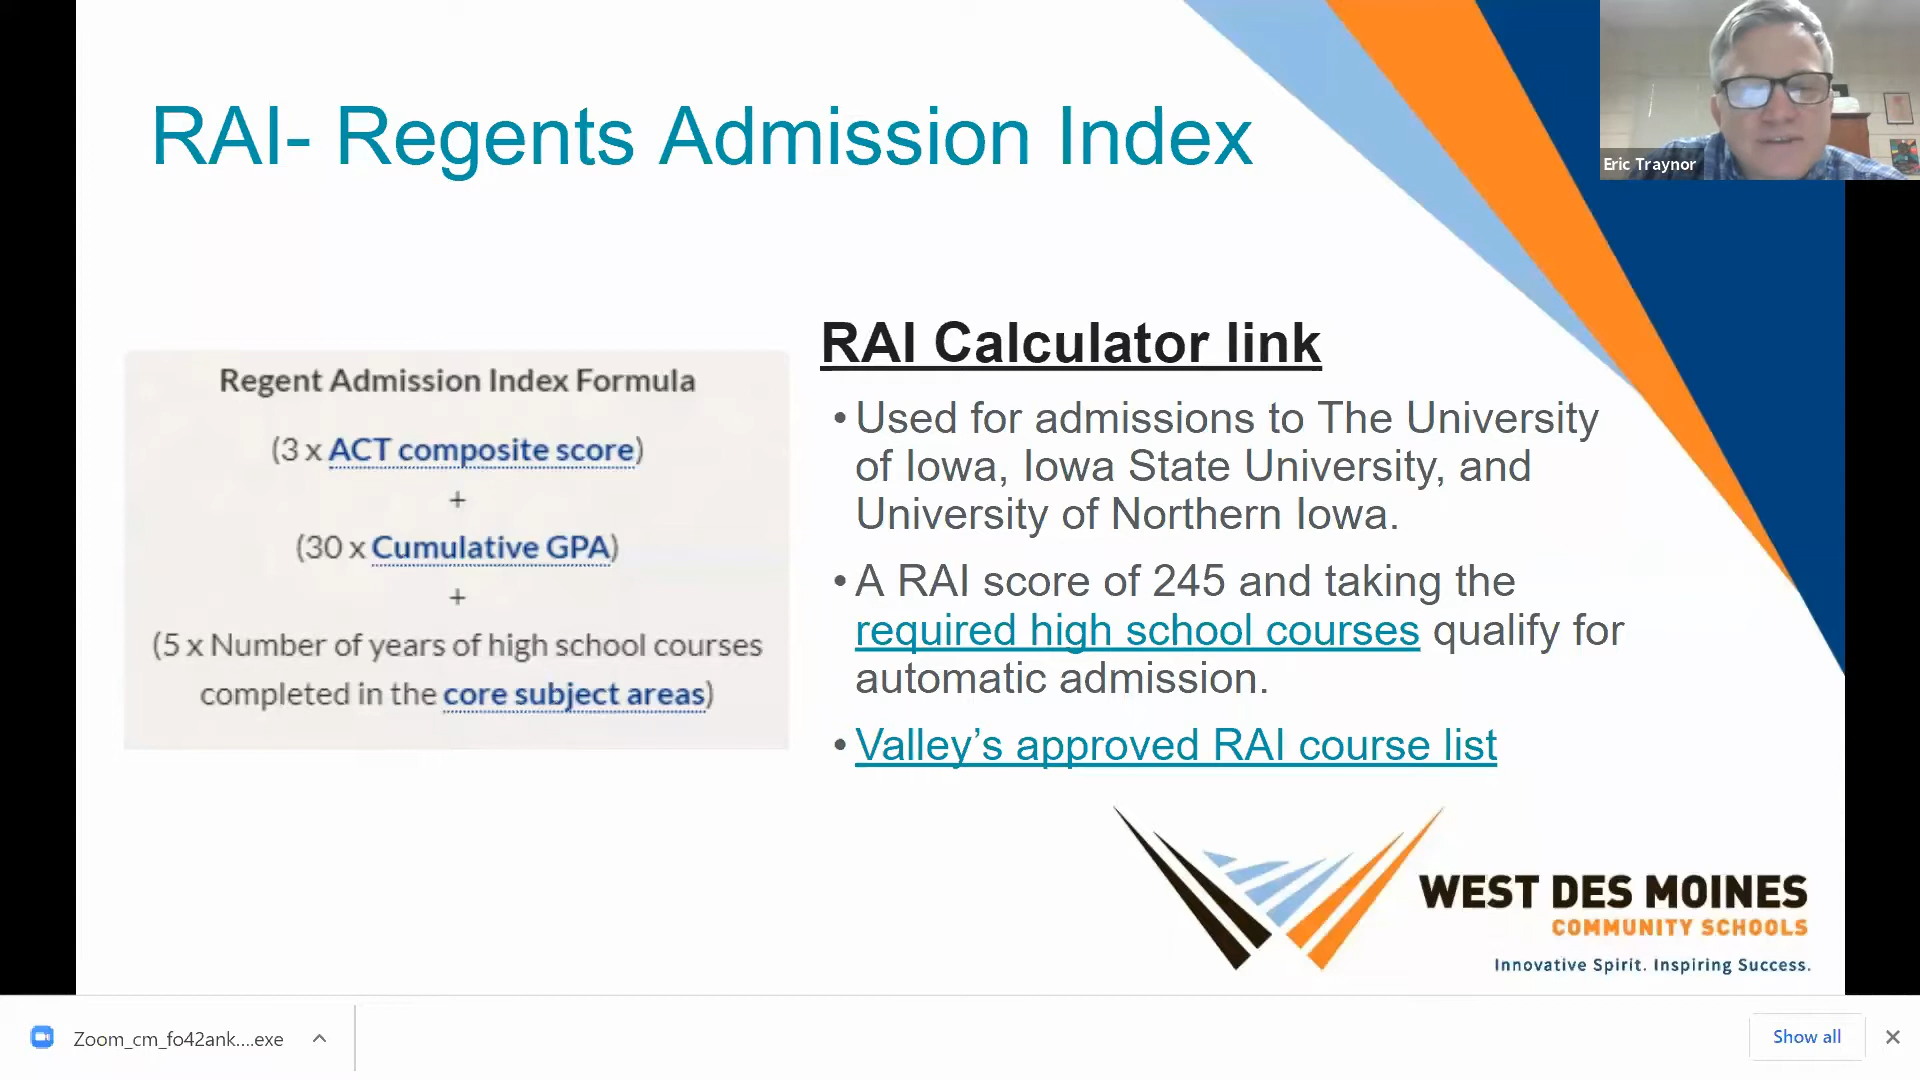 RAI- Regents Admission Index
Eric Traynor
Regent Admission Index Formula
(3 x ACT composite score)
+
(30 x Cumulative GPA)
+
(5 x Number of years of high school courses
completed in the core subject areas)
RAI Calculator link
• Used for admissions to The University
of Iowa, Iowa State University, and
University of Northern Iowa.
• A RAI score of 245 and taking the
required high school courses qualify for
automatic admission.
• Valley’s approved RAI course list
WEST DES MOINES
COMMUNITY SCHOOLS
Innovative Spirit. Inspiring Success.
Zoom_cm_fo42ank....exe
Show all